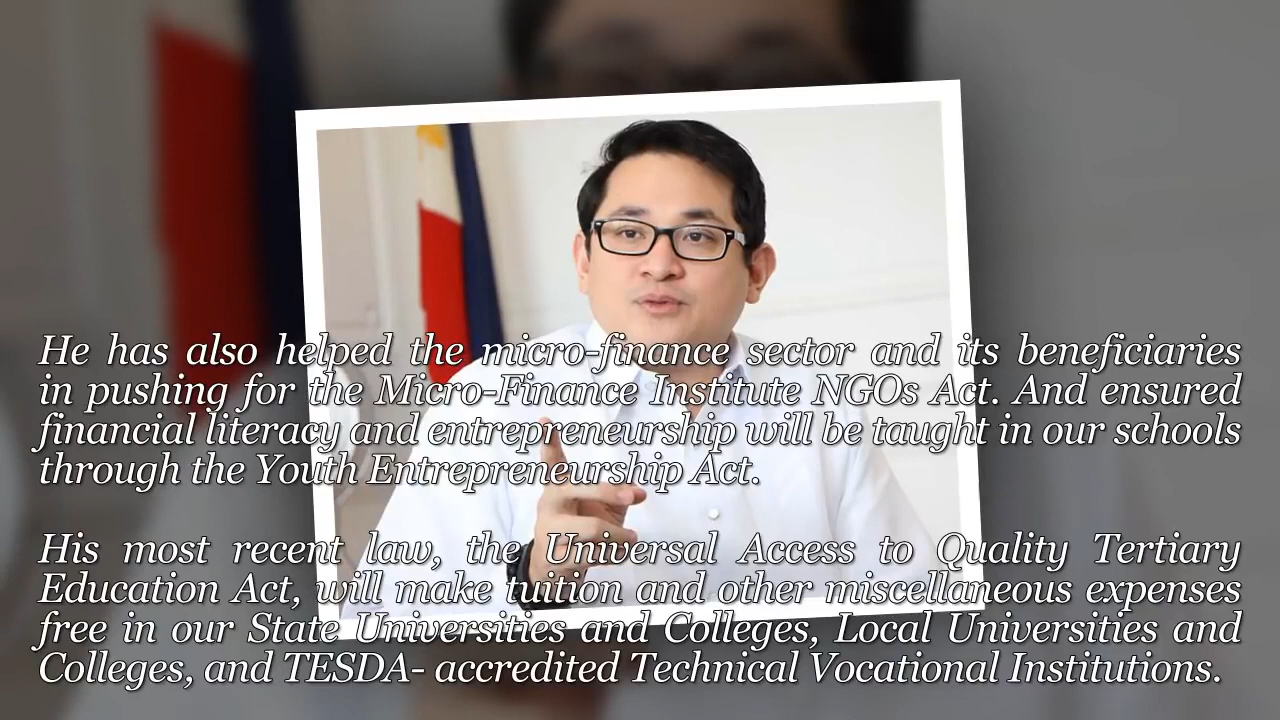 He has also helped the micro-finance sector and its beneficiaries
in pushing for the Micro-Finance Institute NGOs Act. And ensured
financial literacy and entrepreneurship will be taught in our schools
through the Youth Entrepreneurship Act.
His most recent law, the Universal Access to Quality Tertiary
Education Act, will make tuition and other miscellaneous expenses
free in our State Universities and Colleges, Local Universities and
Colleges, and TESDA- accredited Technical Vocational Institutions.